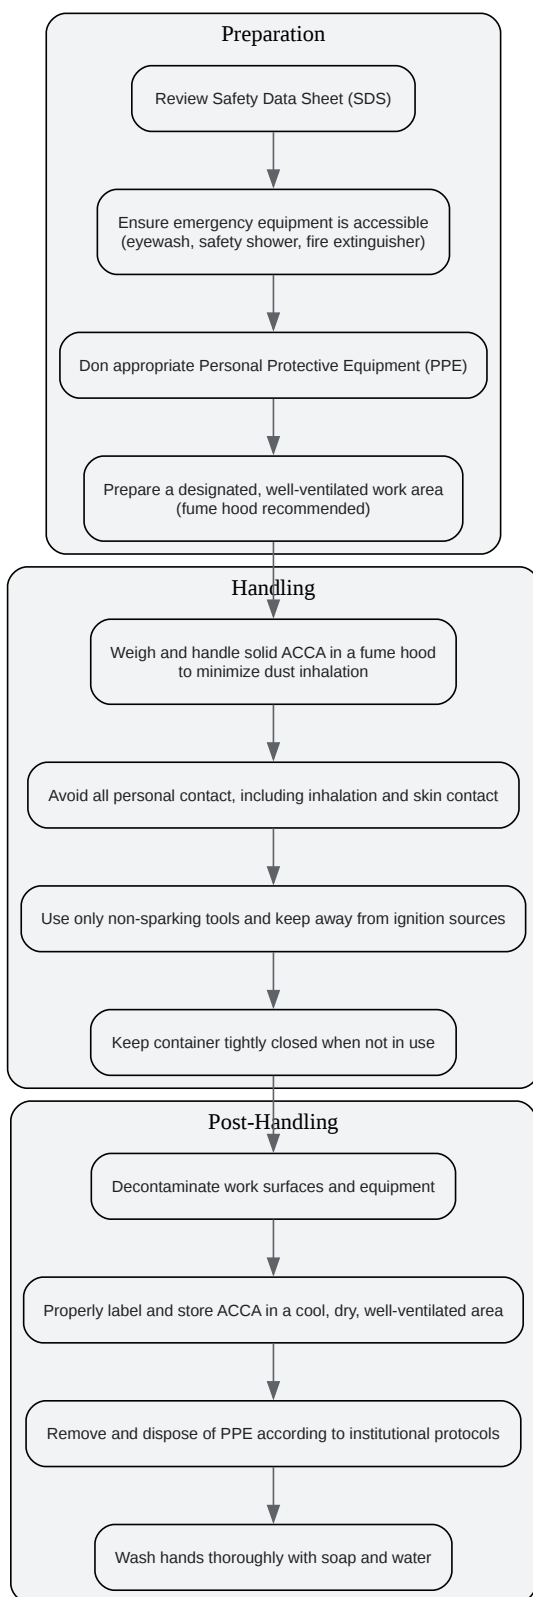 Preparation
Review Safety Data Sheet (SDS)
Ensure emergency equipment is accessible
(eyewash, safety shower, fire extinguisher)
Don appropriate Personal Protective Equipment (PPE)
Prepare a designated, well-ventilated work area
(fume hood recommended)
Handling
Weigh and handle solid ACCA in a fume hood
to minimize dust inhalation
Avoid all personal contact, including inhalation and skin contact
Use only non-sparking tools and keep away from ignition sources
Keep container tightly closed when not in use
Post-Handling
Decontaminate work surfaces and equipment
Properly label and store ACCA in a cool, dry, well-ventilated area
Remove and dispose of PPE according to institutional protocols
Wash hands thoroughly with soap and water